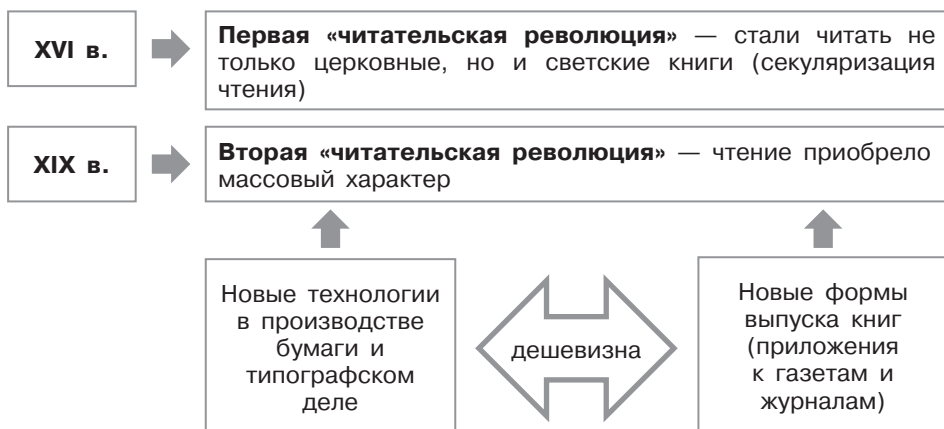 XVI в.
Первая «читательская революция» — стали читать не
только церковные, но и светские книги (секуляризация
чтения)
XIX в.
Вторая «читательская революция» — чтение приобрело
массовый характер
Новые технологии
в производстве
бумаги и
типографском
деле
дешевизна
Новые формы
выпуска книг
(приложения
к газетам и
журналам)